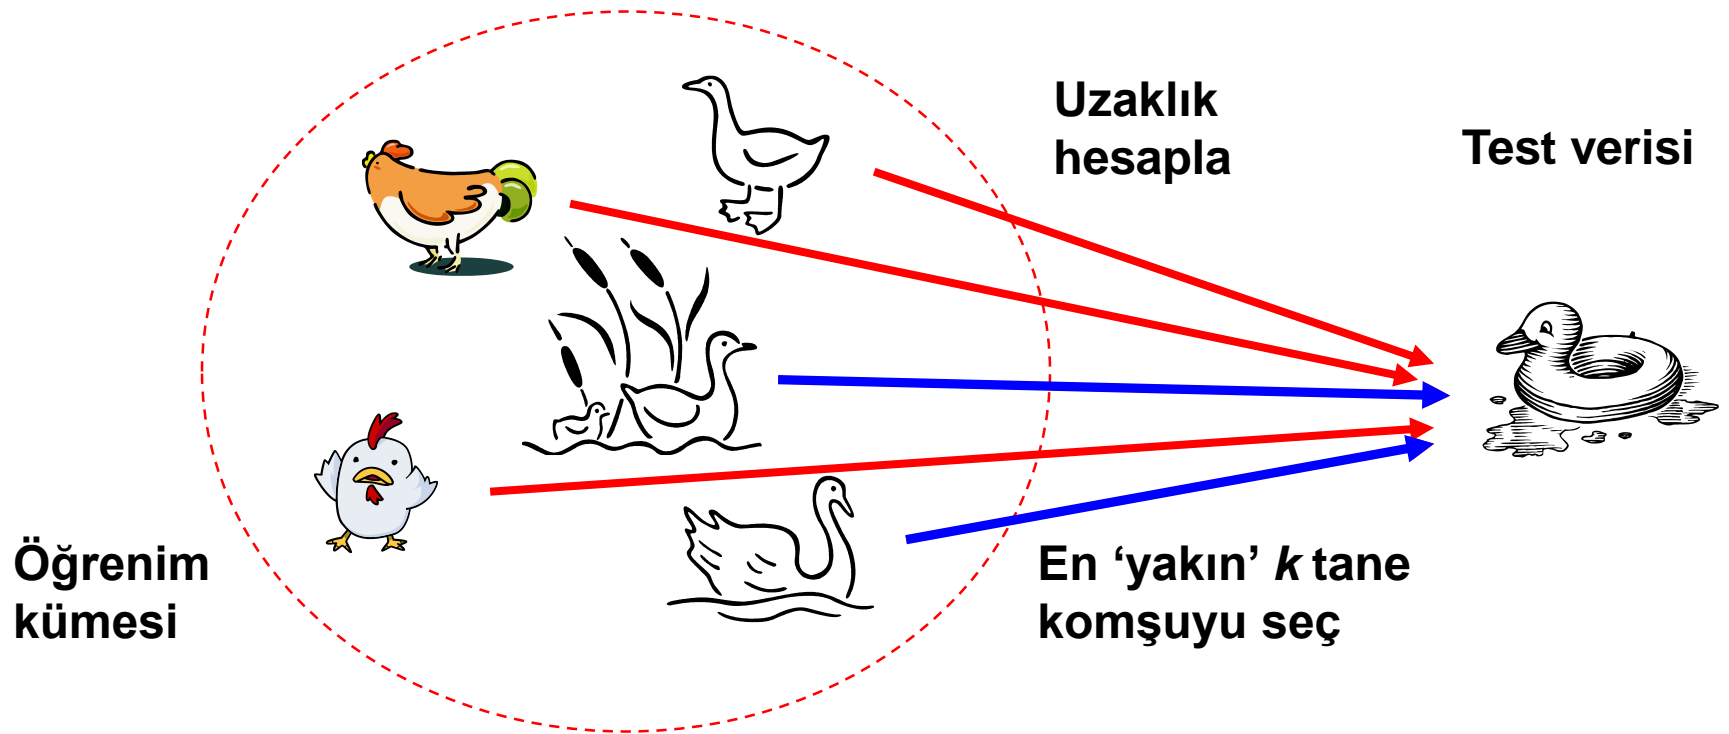 Uzaklık
hesapla
Test verisi
Öğrenim
kümesi
En ‘yakın’ k tane
komşuyu seç